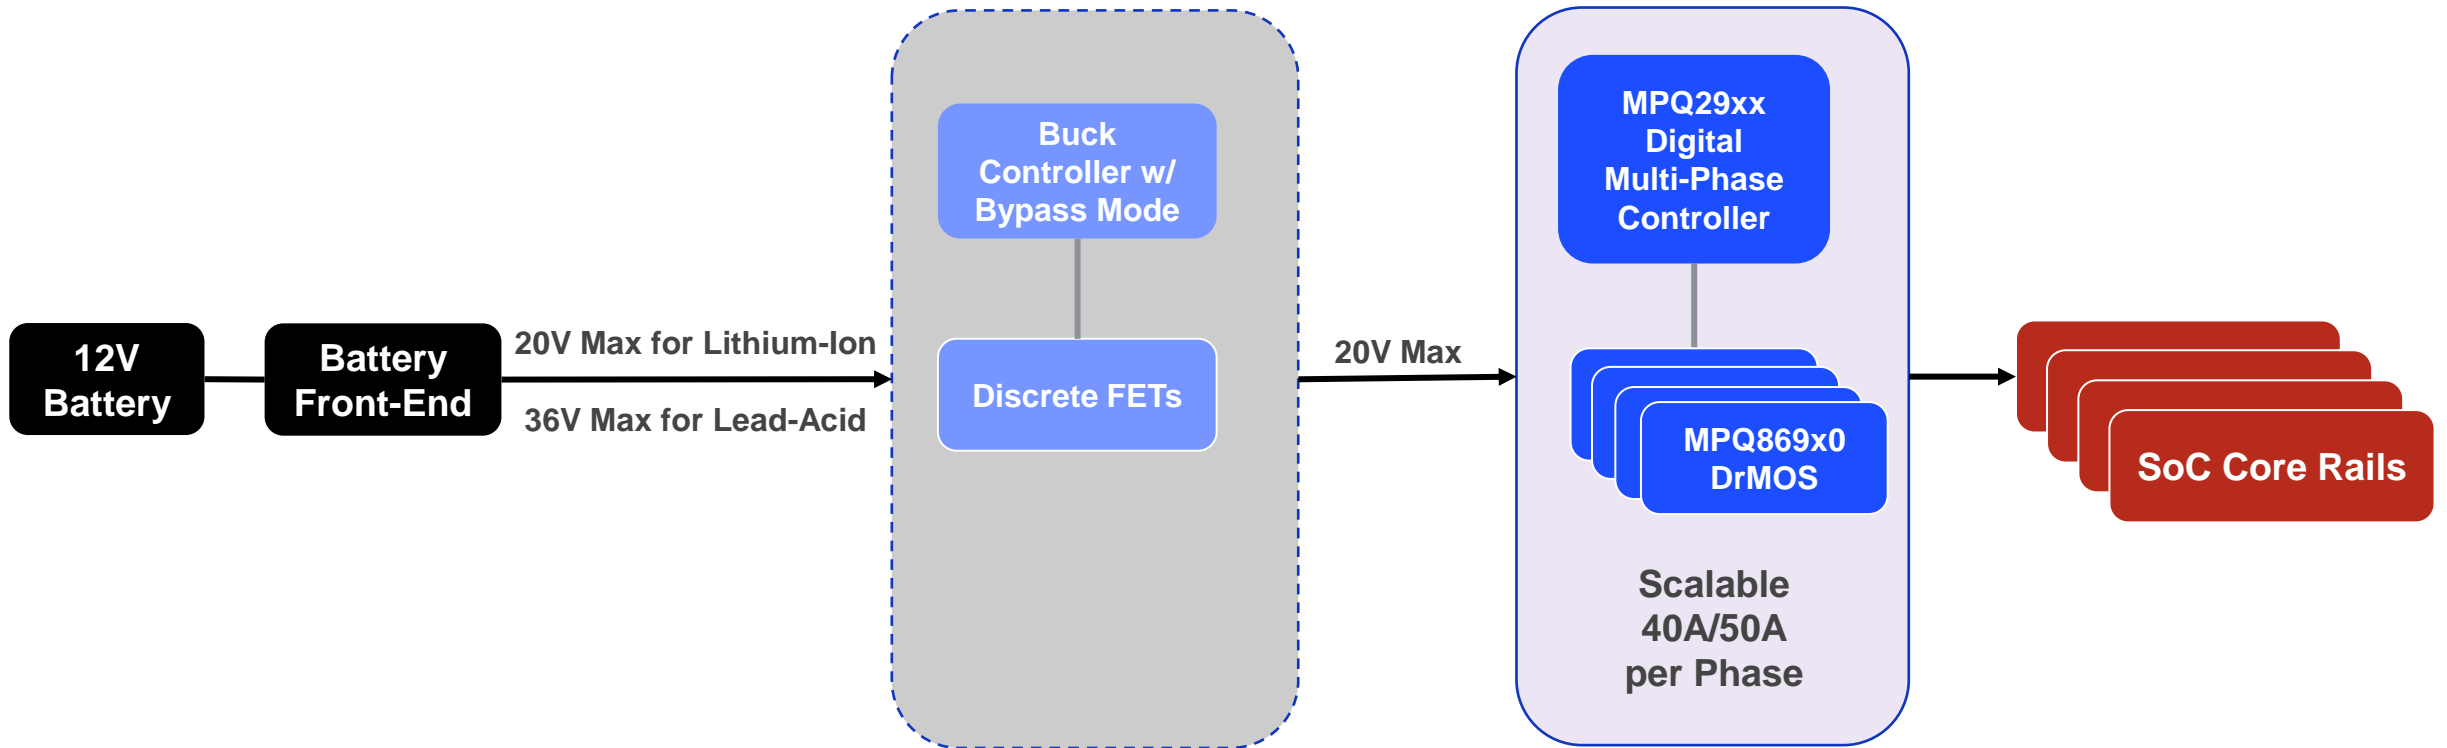 12V
Battery
Battery
Front-End
20V Max for Lithium-Ion
36V Max for Lead-Acid
Buck
Controller w/
Bypass Mode
Discrete FETs
20V Max
MPQ29xx
Digital
Multi-Phase
Controller
MPQ869x0
DrMOS
Scalable
40A/50A
per Phase
SoC Core Rails